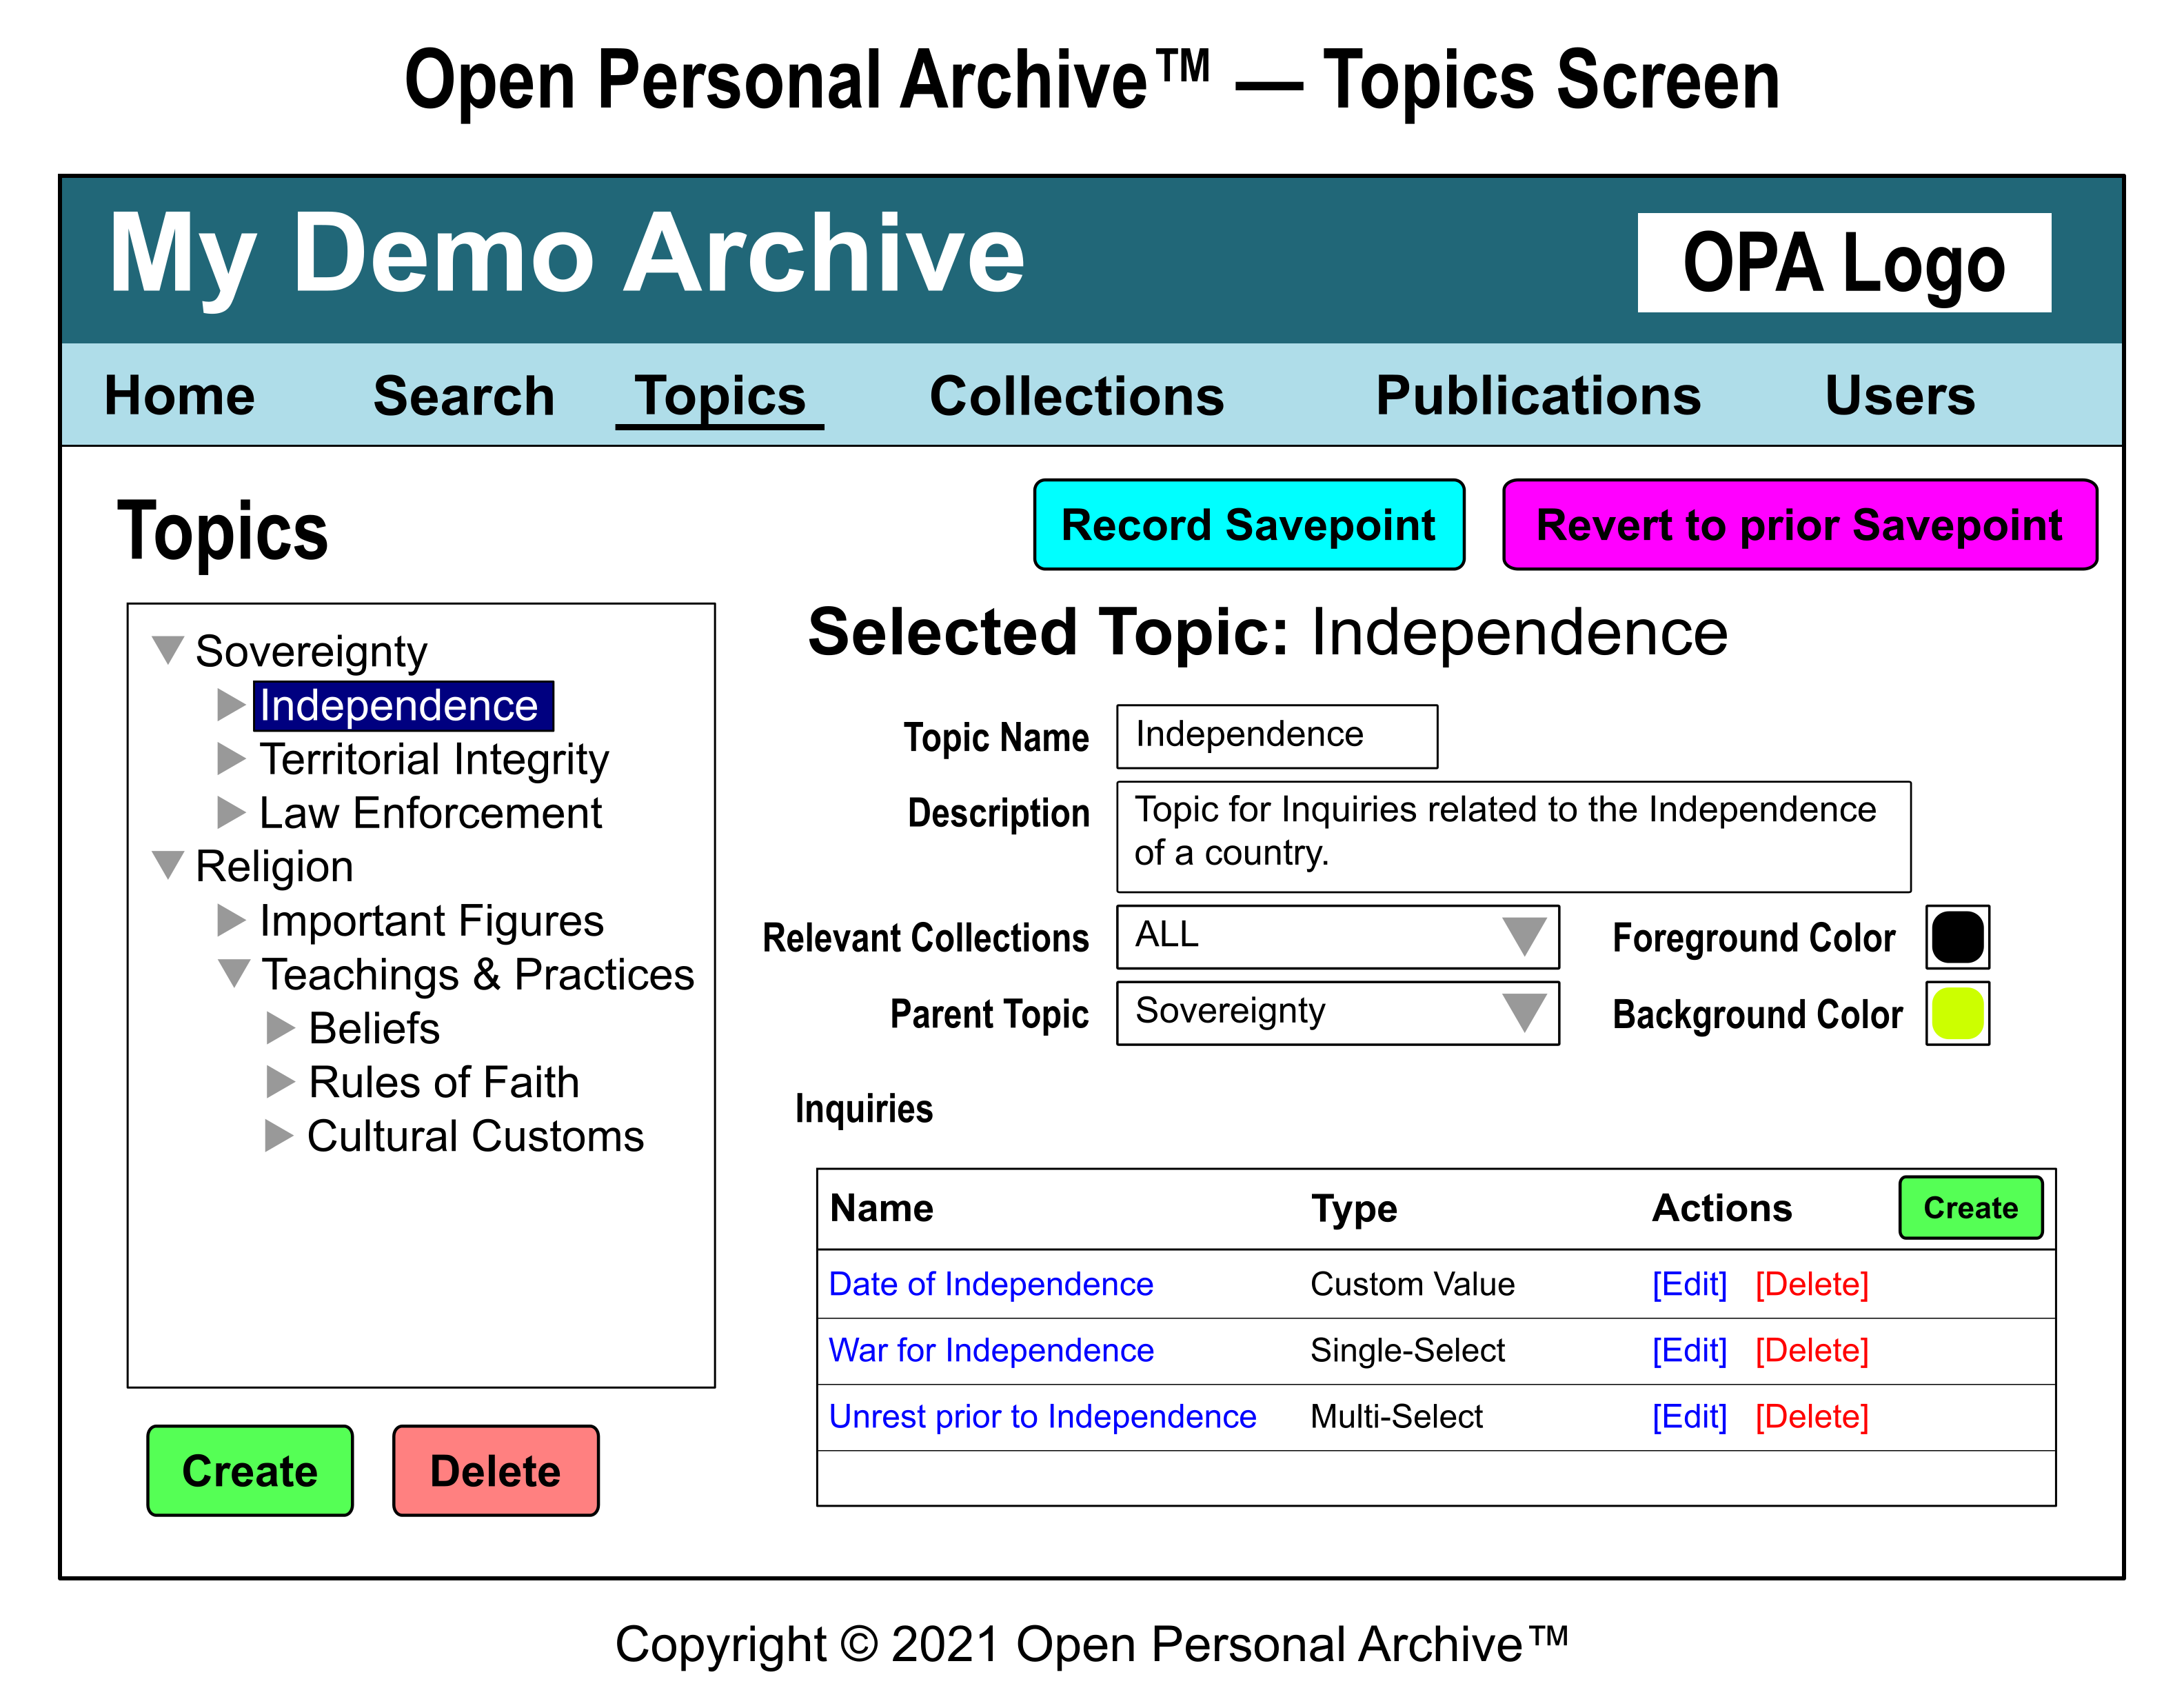 Open Personal Archive™ — Topics Screen
My Demo Archive
OPA Logo
Home Search Topics Collections Publications Users
Topics
Record Savepoint Revert to prior Savepoint
Sovereignty
Independence
Territorial Integrity
Law Enforcement
Religion
Important Figures
Teachings & Practices
Beliefs
Rules of Faith
Cultural Customs
Create Delete
Selected Topic: Independence
Topic Name Independence
Description Topic for Inquiries related to the Independence
of a country.
Relevant Collections ALL Foreground Color
Parent Topic Sovereignty Background Color
Inquiries
Name Type Actions Create
Date of Independence Custom Value [Edit] [Delete]
War for Independence Single-Select [Edit] [Delete]
Unrest prior to Independence Multi-Select [Edit] [Delete]
Copyright © 2021 Open Personal Archive™